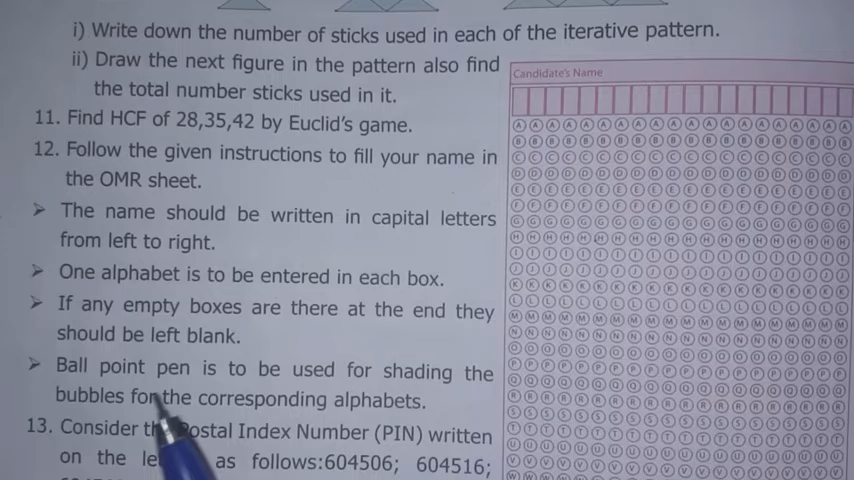 i) Write down the number of sticks used in each of the iterative pattern.
ii) Draw the next figure in the pattern also find
the total number sticks used in it.
11. Find HCF of 28,35,42 by Euclid's game.
12. Follow the given instructions to fill your name in
the OMR sheet.
➢ The name should be written in capital letters
from left to right.
➢ One alphabet is to be entered in each box.
➢ If any empty boxes are there at the end they
should be left blank.
➢ Ball point pen is to be used for shading the
bubbles for the corresponding alphabets.
13. Consider the Postal Index Number (PIN) written
on the as follows:604506; 604516;
Candidate's Name
A A A A A A A A A A A A A A A A A A A
B B B B B B B B B B B B B B B B B B B
C C C C C C C C C C C C C C C C C C C
D D D D D D D D D D D D D D D D D D D
E E E E E E E E E E E E E E E E E E E
F F F F F F F F F F F F F F F F F F F
G G G G G G G G G G G G G G G G G G G
H H H H H H H H H H H H H H H H H H H
I I I I I I I I I I I I I I I I I I I
J J J J J J J J J J J J J J J J J J J
K K K K K K K K K K K K K K K K K K K
L L L L L L L L L L L L L L L L L L L
M M M M M M M M M M M M M M M M M M M
N N N N N N N N N N N N N N N N N N N
O O O O O O O O O O O O O O O O O O O
P P P P P P P P P P P P P P P P P P P
Q Q Q Q Q Q Q Q Q Q Q Q Q Q Q Q Q Q Q
R R R R R R R R R R R R R R R R R R R
S S S S S S S S S S S S S S S S S S S
T T T T T T T T T T T T T T T T T T T
U U U U U U U U U U U U U U U U U U U
V V V V V V V V V V V V V V V V V V V